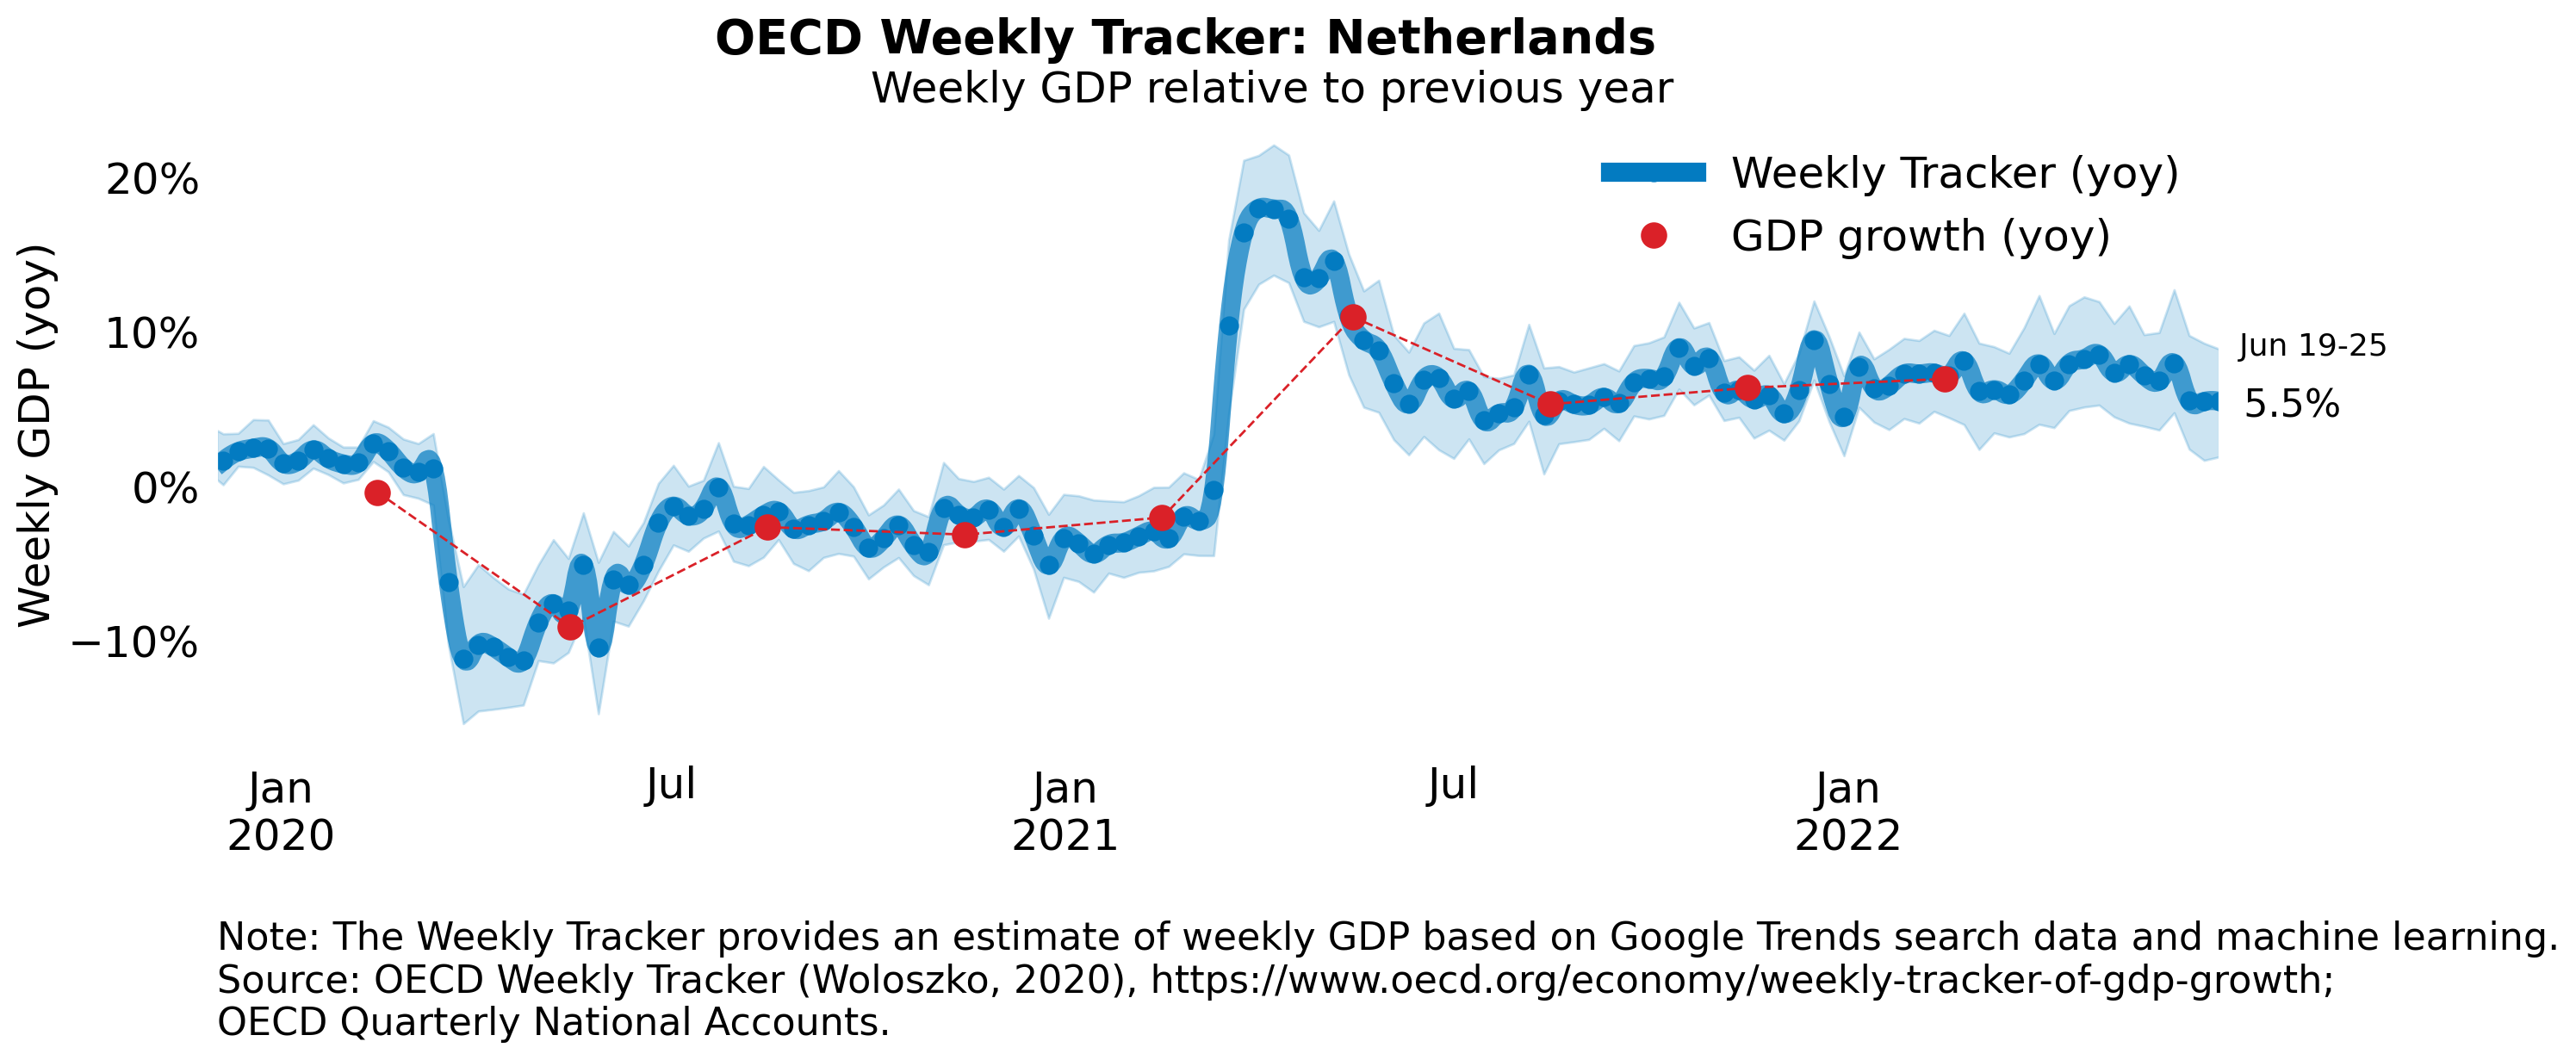 OECD Weekly Tracker: Netherlands
Weekly GDP relative to previous year
Weekly GDP (yoy)
20%
10%
0%
−10%
Weekly Tracker (yoy)
GDP growth (yoy)
Jun 19-25
5.5%
Jan
2020
Jul
Jan
2021
Jul
Jan
2022
Note: The Weekly Tracker provides an estimate of weekly GDP based on Google Trends search data and machine learning.
Source: OECD Weekly Tracker (Woloszko, 2020), https://www.oecd.org/economy/weekly-tracker-of-gdp-growth;
OECD Quarterly National Accounts.